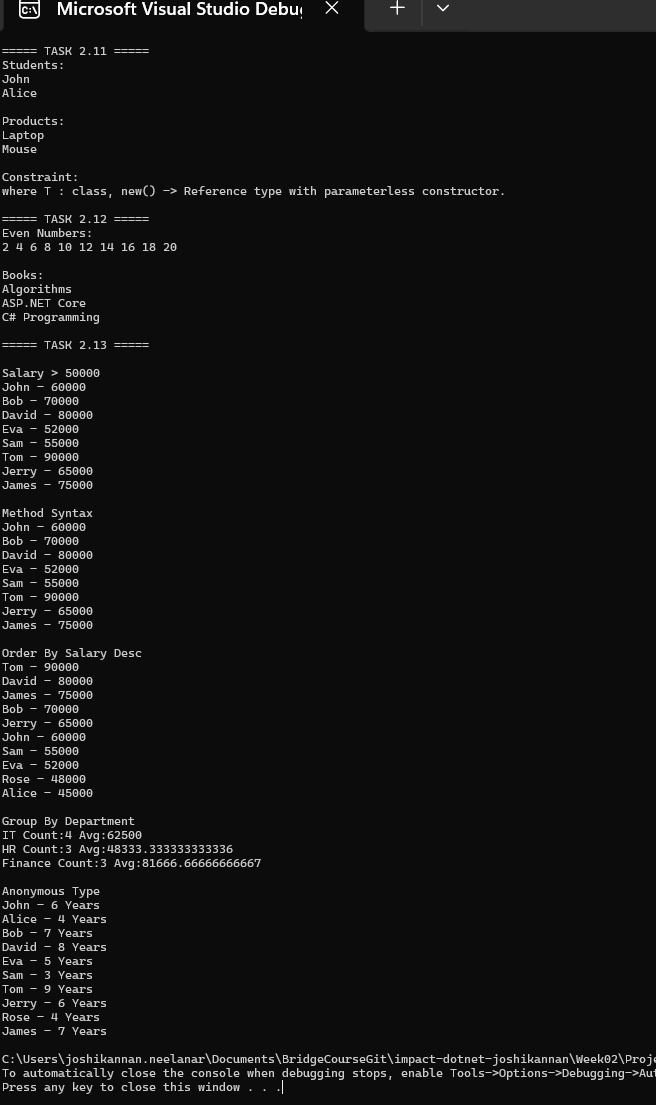 Microsoft Visual Studio Debu
===== TASK 2.11 =====
Students:
John
Alice
Products:
Laptop
Mouse
Constraint:
where T : class, new() -> Reference type with parameterless constructor.
===== TASK 2.12 =====
Even Numbers:
2 4 6 8 10 12 14 16 18 20
Books:
Algorithms
ASP.NET Core
C# Programming
===== TASK 2.13 =====
Salary > 50000
John - 60000
Bob - 70000
David - 80000
Eva - 52000
Sam - 55000
Tom - 90000
Jerry - 65000
James - 75000
Method Syntax
John - 60000
Bob - 70000
David - 80000
Eva - 52000
Sam - 55000
Tom - 90000
Jerry - 65000
James - 75000
Order By Salary Desc
Tom - 90000
David - 80000
James - 75000
Bob - 70000
Jerry - 65000
John - 60000
Sam - 55000
Eva - 52000
Rose - 48000
Alice - 45000
Group By Department
IT Count:4 Avg:62500
HR Count:3 Avg:48333.333333333336
Finance Count:3 Avg:81666.66666666667
Anonymous Type
John - 6 Years
Alice - 4 Years
Bob - 7 Years
David - 8 Years
Eva - 5 Years
Sam - 3 Years
Tom - 9 Years
Jerry - 6 Years
Rose - 4 Years
James - 7 Years
C:\Users\joshikannan.neelanar\Documents\BridgeCourseGit\impact-dotnet-joshikannan\Week02\Proje
To automatically close the console when debugging stops, enable Tools->Options->Debugging->Aut
Press any key to close this window . . .